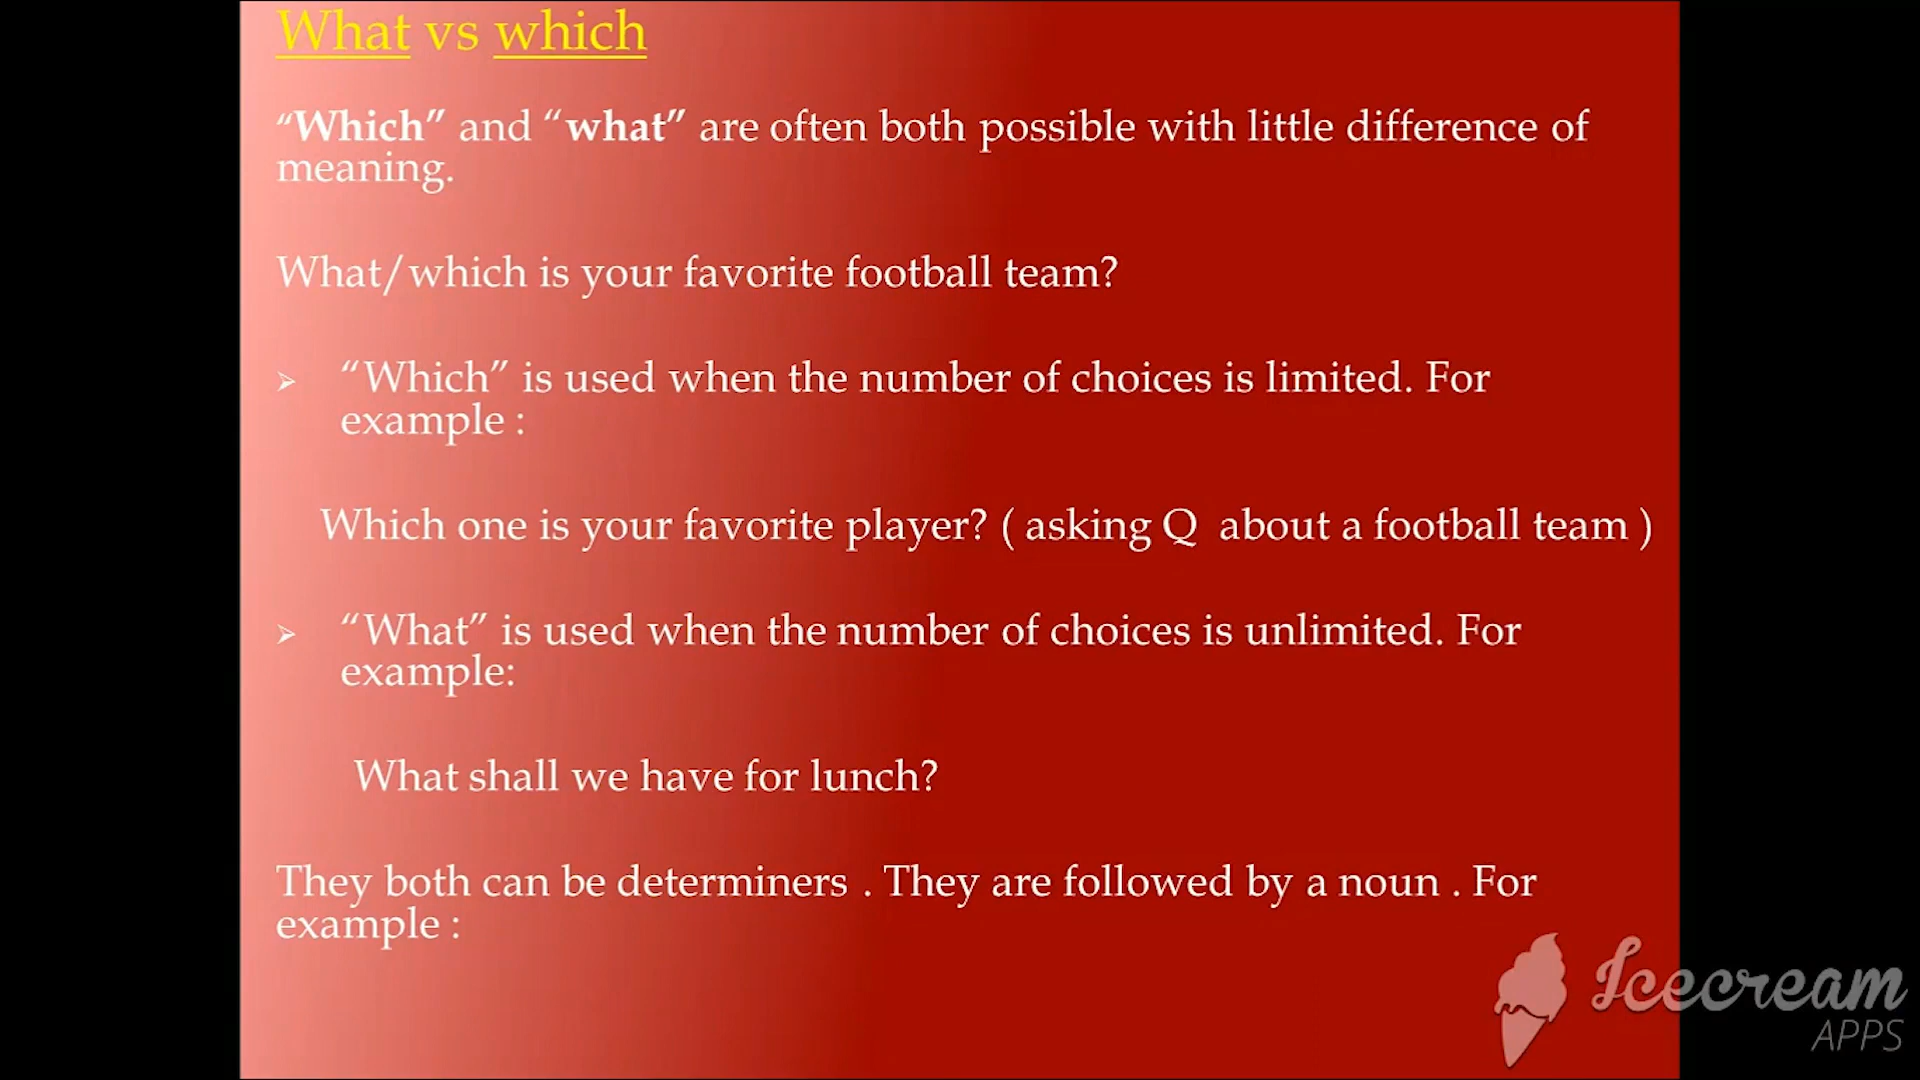 What vs which
“Which” and “what” are often both possible with little difference of
meaning.
What/which is your favorite football team?
➢ “Which” is used when the number of choices is limited. For
example :
Which one is your favorite player? ( asking Q  about a football team )
➢ “What” is used when the number of choices is unlimited. For
example:
What shall we have for lunch?
They both can be determiners . They are followed by a noun . For
example :
Icecream
APPS